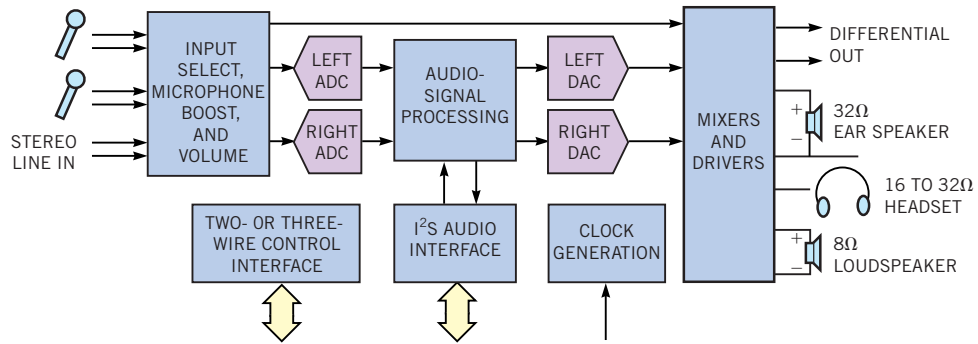 STEREO
LINE IN
INPUT
SELECT,
MICROPHONE
BOOST,
AND
VOLUME
LEFT
ADC
RIGHT
ADC
AUDIO-
SIGNAL
PROCESSING
LEFT
DAC
RIGHT
DAC
MIXERS
AND
DRIVERS
DIFFERENTIAL
OUT
+
−
32Ω
EAR SPEAKER
16 TO 32Ω
HEADSET
+
−
8Ω
LOUDSPEAKER
TWO- OR THREE-
WIRE CONTROL
INTERFACE
I²S AUDIO
INTERFACE
CLOCK
GENERATION